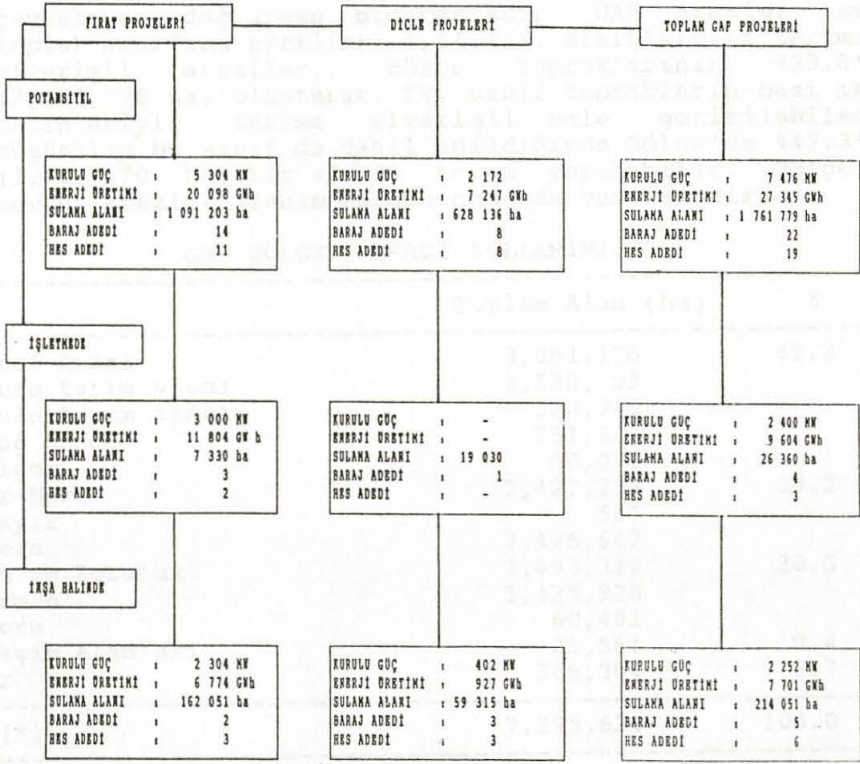 FIRAT PROJELERİ
DİCLE PROJELERİ
TOPLAM GAP PROJELERİ
POTANSİYEL
KURULU GÜÇ : 5 304 MW
ENERJİ ÜRETİMİ : 20 098 GWh
SULAMA ALANI : 1 091 203 ha
BARAJ ADEDİ : 14
HES ADEDİ : 11
KURULU GÜÇ : 2 172
ENERJİ ÜRETİMİ : 7 247 GWh
SULAMA ALANI : 628 136 ha
BARAJ ADEDİ : 8
HES ADEDİ : 8
KURULU GÜÇ : 7 476 MW
ENERJİ ÜRETİMİ : 27 345 GWh
SULAMA ALANI : 1 761 779 ha
BARAJ ADEDİ : 22
HES ADEDİ : 19
İŞLETMEDE
KURULU GÜÇ : 3 000 MW
ENERJİ ÜRETİMİ : 11 804 GW h
SULAMA ALANI : 7 330 ha
BARAJ ADEDİ : 3
HES ADEDİ : 2
KURULU GÜÇ : -
ENERJİ ÜRETİMİ : -
SULAMA ALANI : 19 030
BARAJ ADEDİ : 1
HES ADEDİ : -
KURULU GÜÇ : 2 400 MW
ENERJİ ÜRETİMİ : 9 604 GWh
SULAMA ALANI : 26 360 ha
BARAJ ADEDİ : 4
HES ADEDİ : 3
İNŞA HALİNDE
KURULU GÜÇ : 2 304 MW
ENERJİ ÜRETİMİ : 6 774 GWh
SULAMA ALANI : 162 051 ha
BARAJ ADEDİ : 2
HES ADEDİ : 3
KURULU GÜÇ : 402 MW
ENERJİ ÜRETİMİ : 927 GWh
SULAMA ALANI : 59 315 ha
BARAJ ADEDİ : 3
HES ADEDİ : 3
KURULU GÜÇ : 2 252 MW
ENERJİ ÜRETİMİ : 7 701 GWh
SULAMA ALANI : 214 051 ha
BARAJ ADEDİ : 5
HES ADEDİ : 6